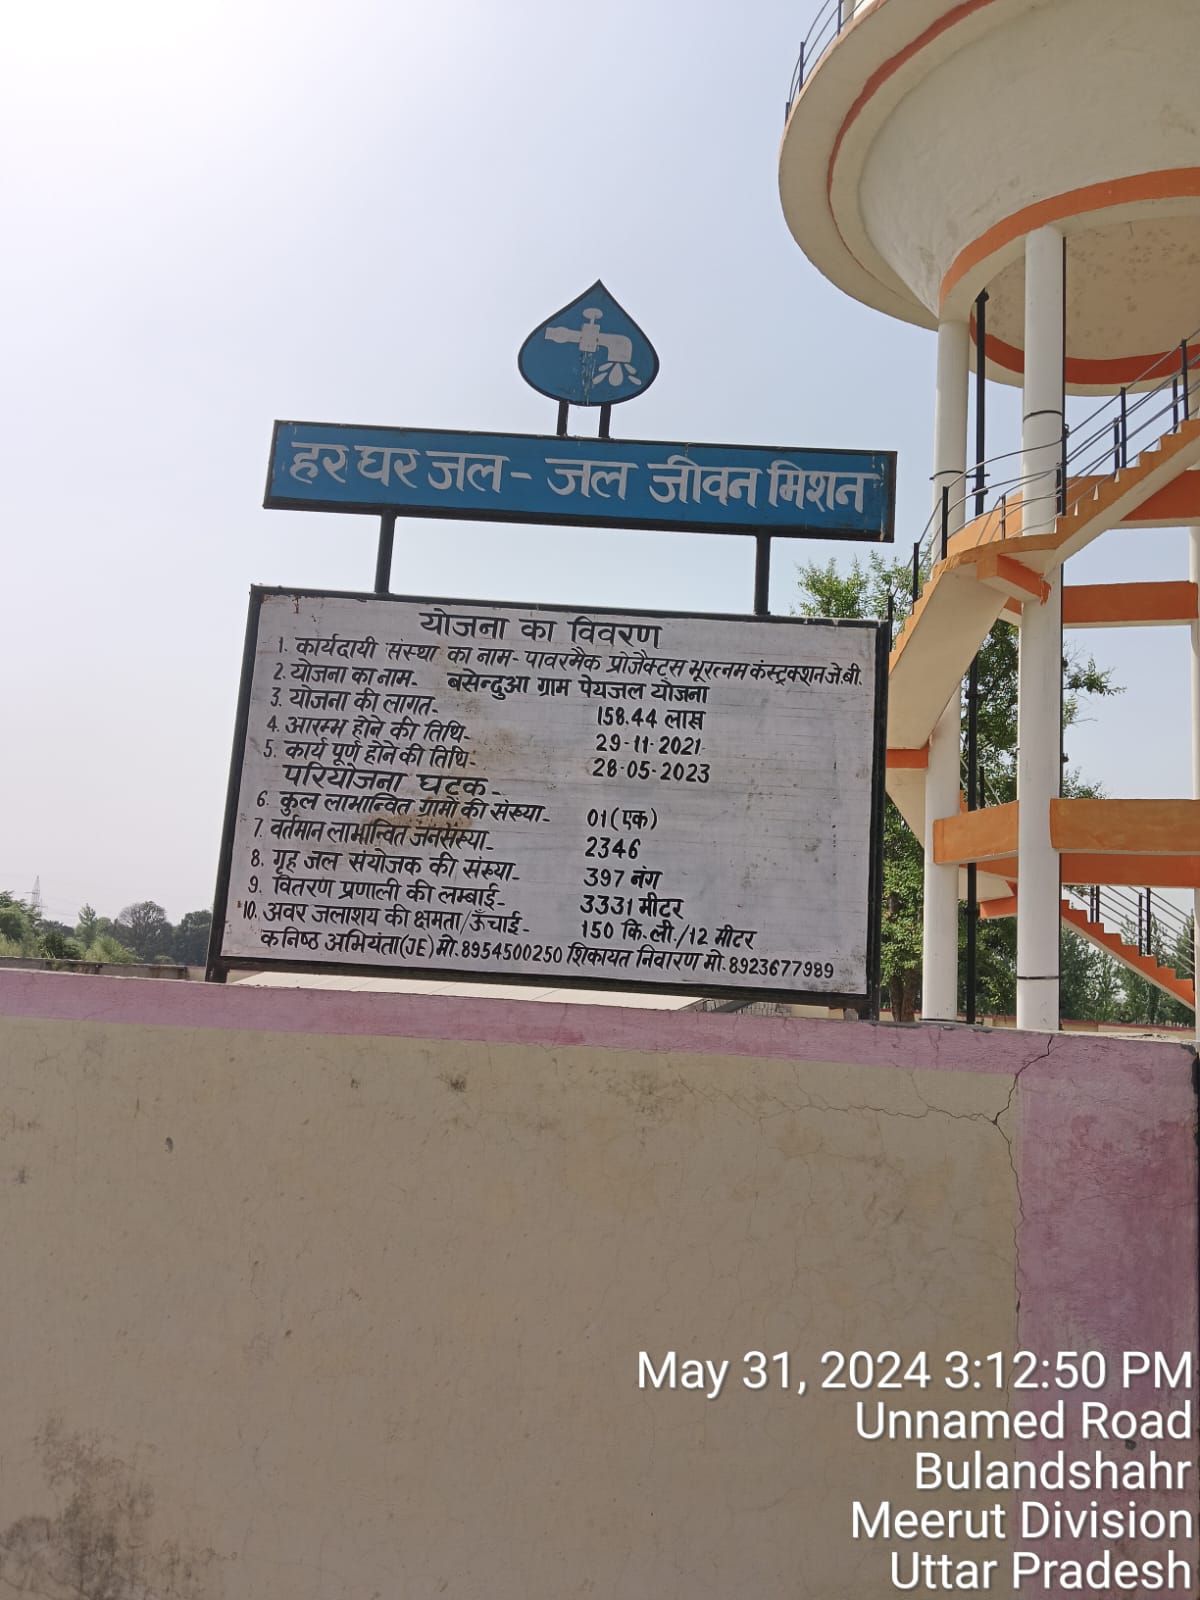 हर घर जल - जल जीवन मिशन
योजना का विवरण
1. कार्यदायी संस्था का नाम- पावरमैक प्रोजैक्ट्स भूरत्नम कंस्ट्रक्शन जे.बी.
2. योजना का नाम- बसेन्दुआ ग्राम पेयजल योजना
3. योजना की लागत- 158.44 लाख
4. आरम्भ होने की तिथि- 29-11-2021
5. कार्य पूर्ण होने की तिथि- 28-05-2023
परियोजना घटक-
6. कुल लाभान्वित ग्रामों की संख्या- 01 (एक)
7. वर्तमान लाभान्वित जनसंख्या- 2346
8. गृह जल संयोजक की संख्या- 397 नंग
9. वितरण प्रणाली की लम्बाई- 3331 मीटर
10. अवर जलाशय की क्षमता/ऊँचाई- 150 कि.ली./12 मीटर
कनिष्ठ अभियंता(JE) मो. 8954500250 शिकायत निवारण मो. 8923677989
May 31, 2024 3:12:50 PM
Unnamed Road
Bulandshahr
Meerut Division
Uttar Pradesh